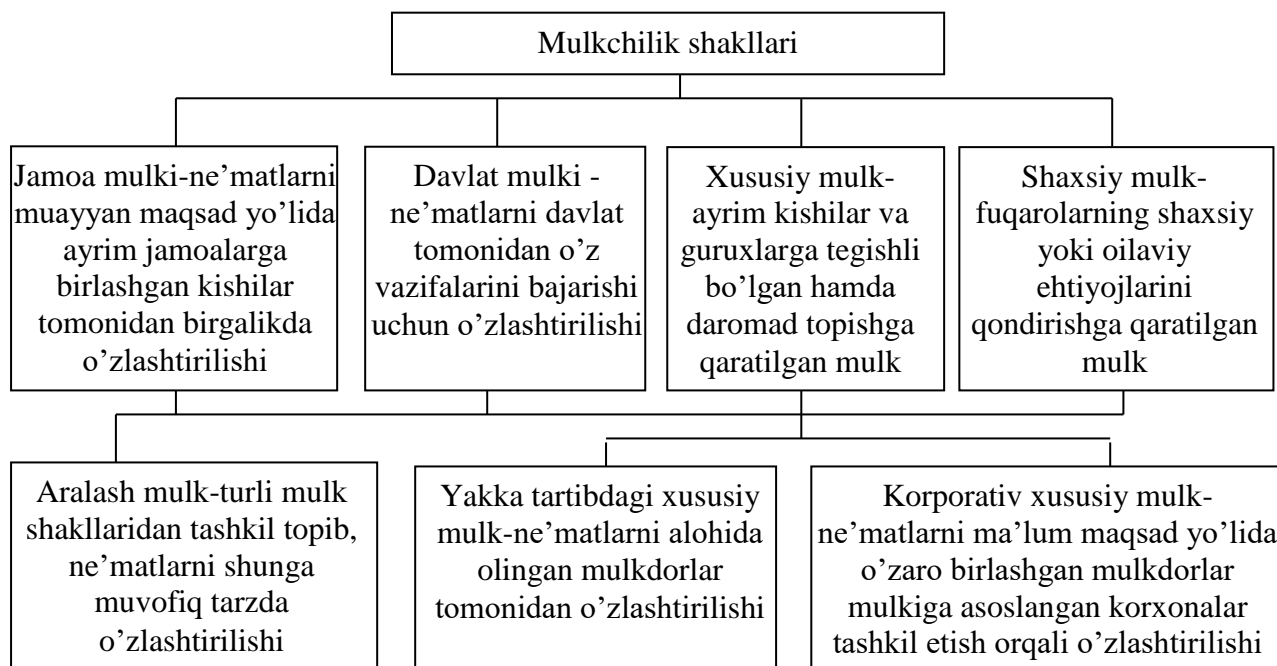 Mulkchilik shakllari
Jamoa mulki-ne’matlarni
muayyan maqsad yo’lida
ayrim jamoalarga
birlashgan kishilar
tomonidan birgalikda
o’zlashtirilishi
Davlat mulki -
ne’matlarni davlat
tomonidan o’z
vazifalarini bajarishi
uchun o’zlashtirilishi
Xususiy mulk-
ayrim kishilar va
guruxlarga tegishli
bo’lgan hamda
daromad topishga
qaratilgan mulk
Shaxsiy mulk-
fuqarolarning shaxsiy
yoki oilaviy
ehtiyojlarini
qondirishga qaratilgan
mulk
Aralash mulk-turli mulk
shakllaridan tashkil topib,
ne’matlarni shunga
muvofiq tarzda
o’zlashtirilishi
Yakka tartibdagi xususiy
mulk-ne’matlarni alohida
olingan mulkdorlar
tomonidan o’zlashtirilishi
Korporativ xususiy mulk-
ne’matlarni ma’lum maqsad yo’lida
o’zaro birlashgan mulkdorlar
mulkiga asoslangan korxonalar
tashkil etish orqali o’zlashtirilishi